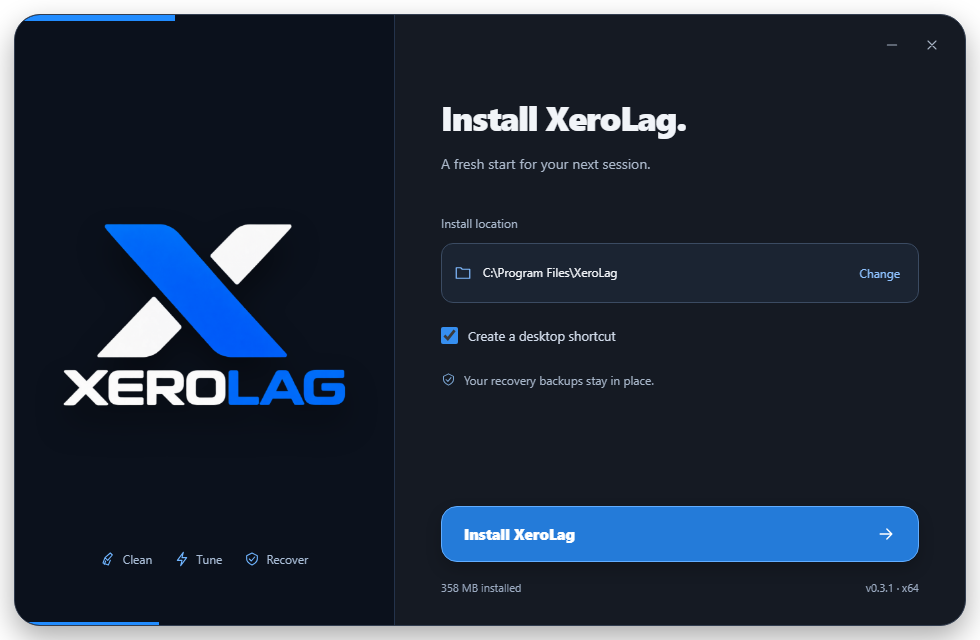 Install XeroLag.
A fresh start for your next session.
Install location
C:\Program Files\XeroLag
Change
Create a desktop shortcut
Your recovery backups stay in place.
XEROLAG
Clean
Tune
Recover
Install XeroLag
358 MB installed
v0.3.1 · x64